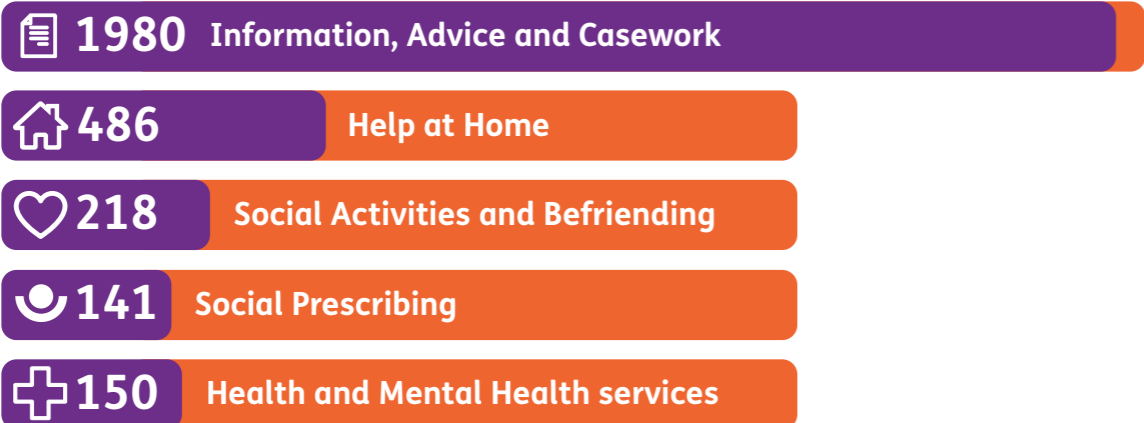 1980 Information, Advice and Casework
486 Help at Home
218 Social Activities and Befriending
141 Social Prescribing
150 Health and Mental Health services